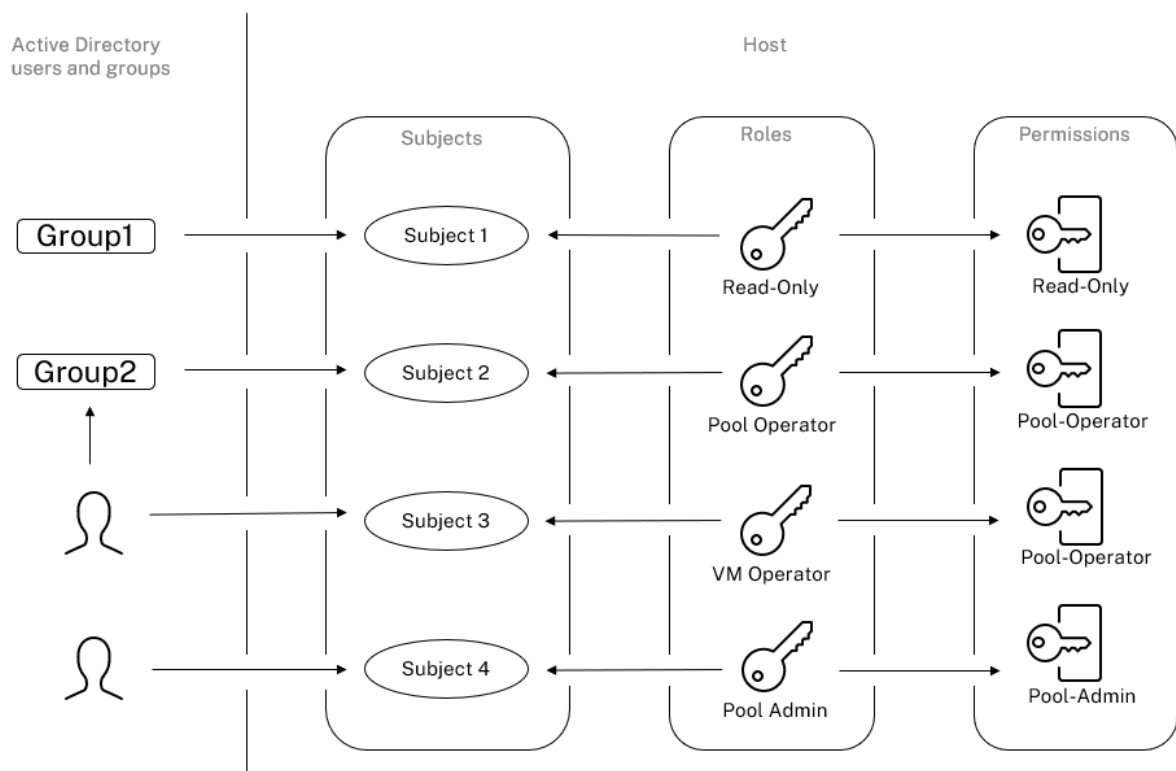 Active Directory
users and groups
Host
Subjects
Roles
Permissions
Group1
Subject 1
Read-Only
Read-Only
Group2
Subject 2
Pool Operator
Pool-Operator
Subject 3
VM Operator
Pool-Operator
Subject 4
Pool Admin
Pool-Admin